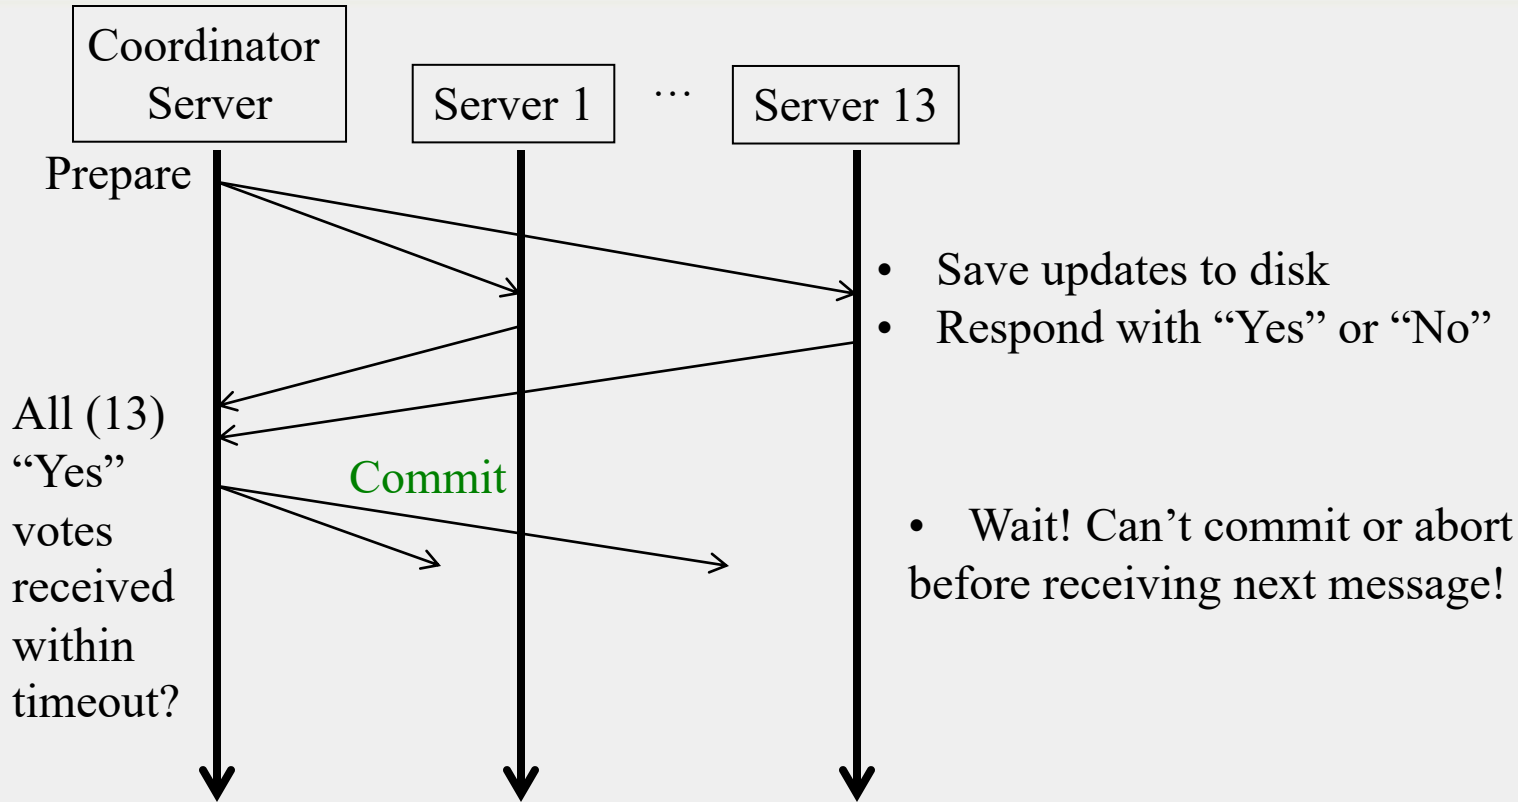 Coordinator
Server
Server 1
…
Server 13
Prepare
• Save updates to disk
• Respond with “Yes” or “No”
All (13)
“Yes”
votes
received
within
timeout?
Commit
• Wait! Can’t commit or abort
before receiving next message!